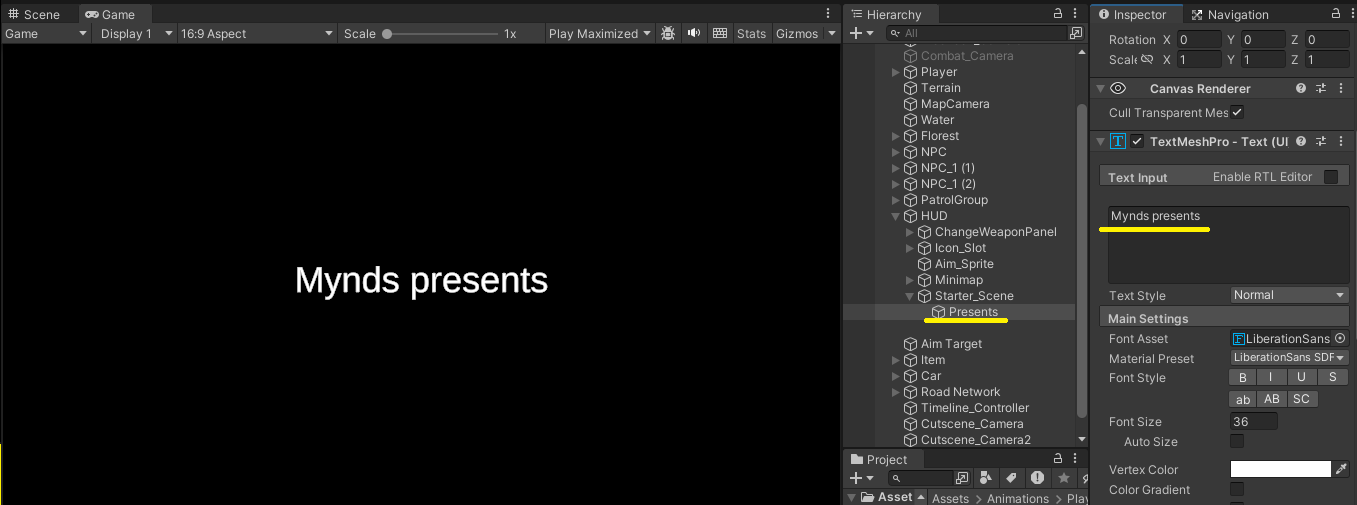 Scene
Game
Game
Display 1
16:9 Aspect
Scale
1x
Play Maximized
Stats
Gizmos
Mynds presents
Hierarchy
All
Combat_Camera
Player
Terrain
MapCamera
Water
Florest
NPC
NPC_1 (1)
NPC_1 (2)
PatrolGroup
HUD
ChangeWeaponPanel
Icon_Slot
Aim_Sprite
Minimap
Starter_Scene
Presents
Aim Target
Item
Car
Road Network
Timeline_Controller
Cutscene_Camera
Cutscene_Camera2
Project
Asset
Assets > Animations > Play
Inspector
Navigation
Rotation X 0 Y 0 Z 0
Scale X 1 Y 1 Z 1
Canvas Renderer
Cull Transparent Mes
TextMeshPro - Text (UI
Text Input
Enable RTL Editor
Mynds presents
Text Style Normal
Main Settings
Font Asset LiberationSans
Material Preset LiberationSans SDF
Font Style B I U S
ab AB SC
Font Size 36
Auto Size
Vertex Color
Color Gradient